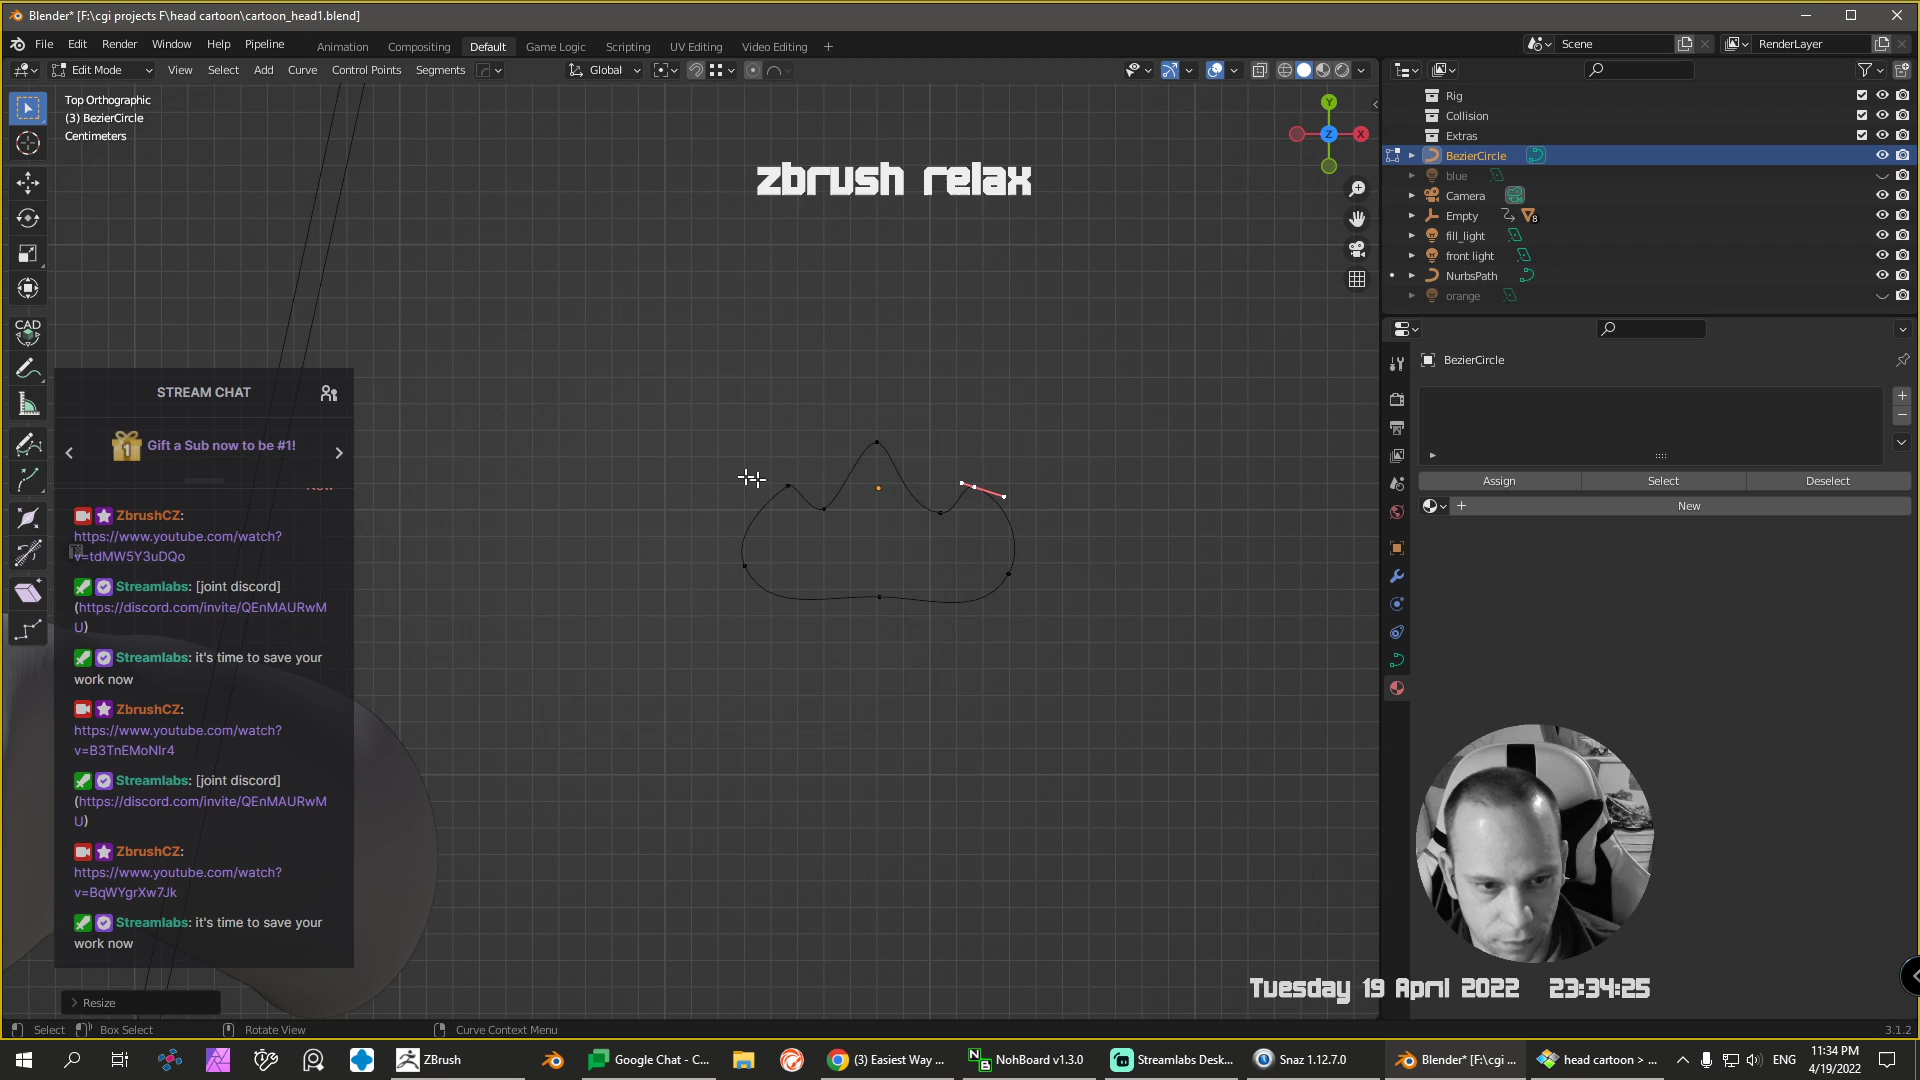 Blender* [F:\cgi projects F\head cartoon\cartoon_head1.blend]
File Edit Render Window Help Pipeline
Animation Compositing Default Game Logic Scripting UV Editing Video Editing +
Scene
RenderLayer
Edit Mode View Select Add Curve Control Points Segments
Global
Top Orthographic
(3) BezierCircle
Centimeters
zbrush relax
Y
Z
X
CAD
Rig
Collision
Extras
BezierCircle
blue
Camera
Empty
8
fill_light
front light
NurbsPath
orange
BezierCircle
Assign Select Deselect
New
STREAM CHAT
1
Gift a Sub now to be #1!
ZbrushCZ:
https://www.youtube.com/watch?
v=tdMW5Y3uDQo
Streamlabs: [joint discord]
(https://discord.com/invite/QEnMAURwM
U)
Streamlabs: it's time to save your
work now
ZbrushCZ:
https://www.youtube.com/watch?
v=B3TnEMoNIr4
Streamlabs: [joint discord]
(https://discord.com/invite/QEnMAURwM
U)
ZbrushCZ:
https://www.youtube.com/watch?
v=BqWYgrXw7Jk
Streamlabs: it's time to save your
work now
Resize
Tuesday 19 April 2022 23:34:25
Select Box Select Rotate View Curve Context Menu
3.1.2
ZBrush
Google Chat - C...
(3) Easiest Way ...
NohBoard v1.3.0
Streamlabs Desk...
Snaz 1.12.7.0
Blender* [F:\cgi ...
head cartoon > ...
ENG
11:34 PM
4/19/2022